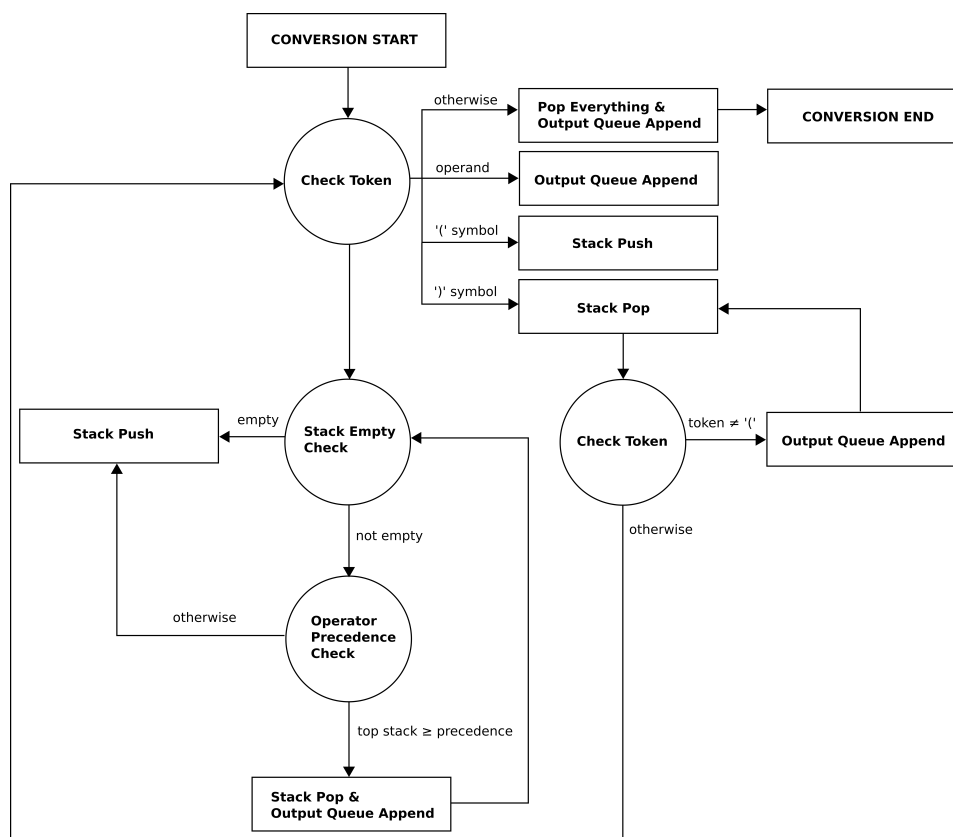 CONVERSION START
otherwise
Pop Everything &
Output Queue Append
CONVERSION END
Check Token
operand
Output Queue Append
'(' symbol
Stack Push
')' symbol
Stack Pop
Stack Push
empty
Stack Empty
Check
Check Token
token ≠ '('
Output Queue Append
not empty
otherwise
otherwise
Operator
Precedence
Check
top stack ≥ precedence
Stack Pop &
Output Queue Append